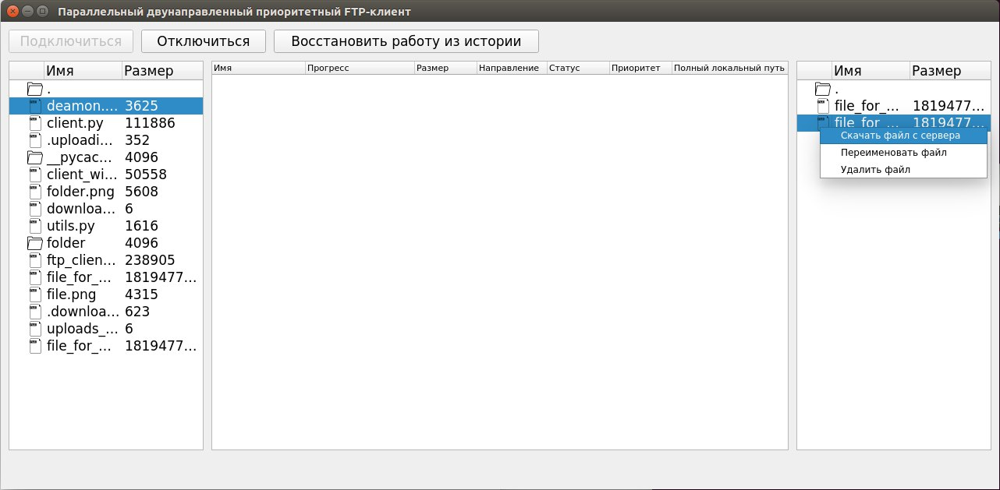 Параллельный двунаправленный приоритетный FTP-клиент
Подключиться Отключиться Восстановить работу из истории
Имя Размер
.
deamon.... 3625
client.py 111886
.uploadi... 352
__pycac... 4096
client_wi... 50558
folder.png 5608
downloa... 6
utils.py 1616
folder 4096
ftp_clien... 238905
file_for_... 1819477...
file.png 4315
.downloa... 623
uploads_... 6
file_for_... 1819477...
Имя Прогресс Размер Направление Статус Приоритет Полный локальный путь
Имя Размер
.
file_for_... 1819477...
file_for_... 1819477...
Скачать файл с сервера
Переименовать файл
Удалить файл